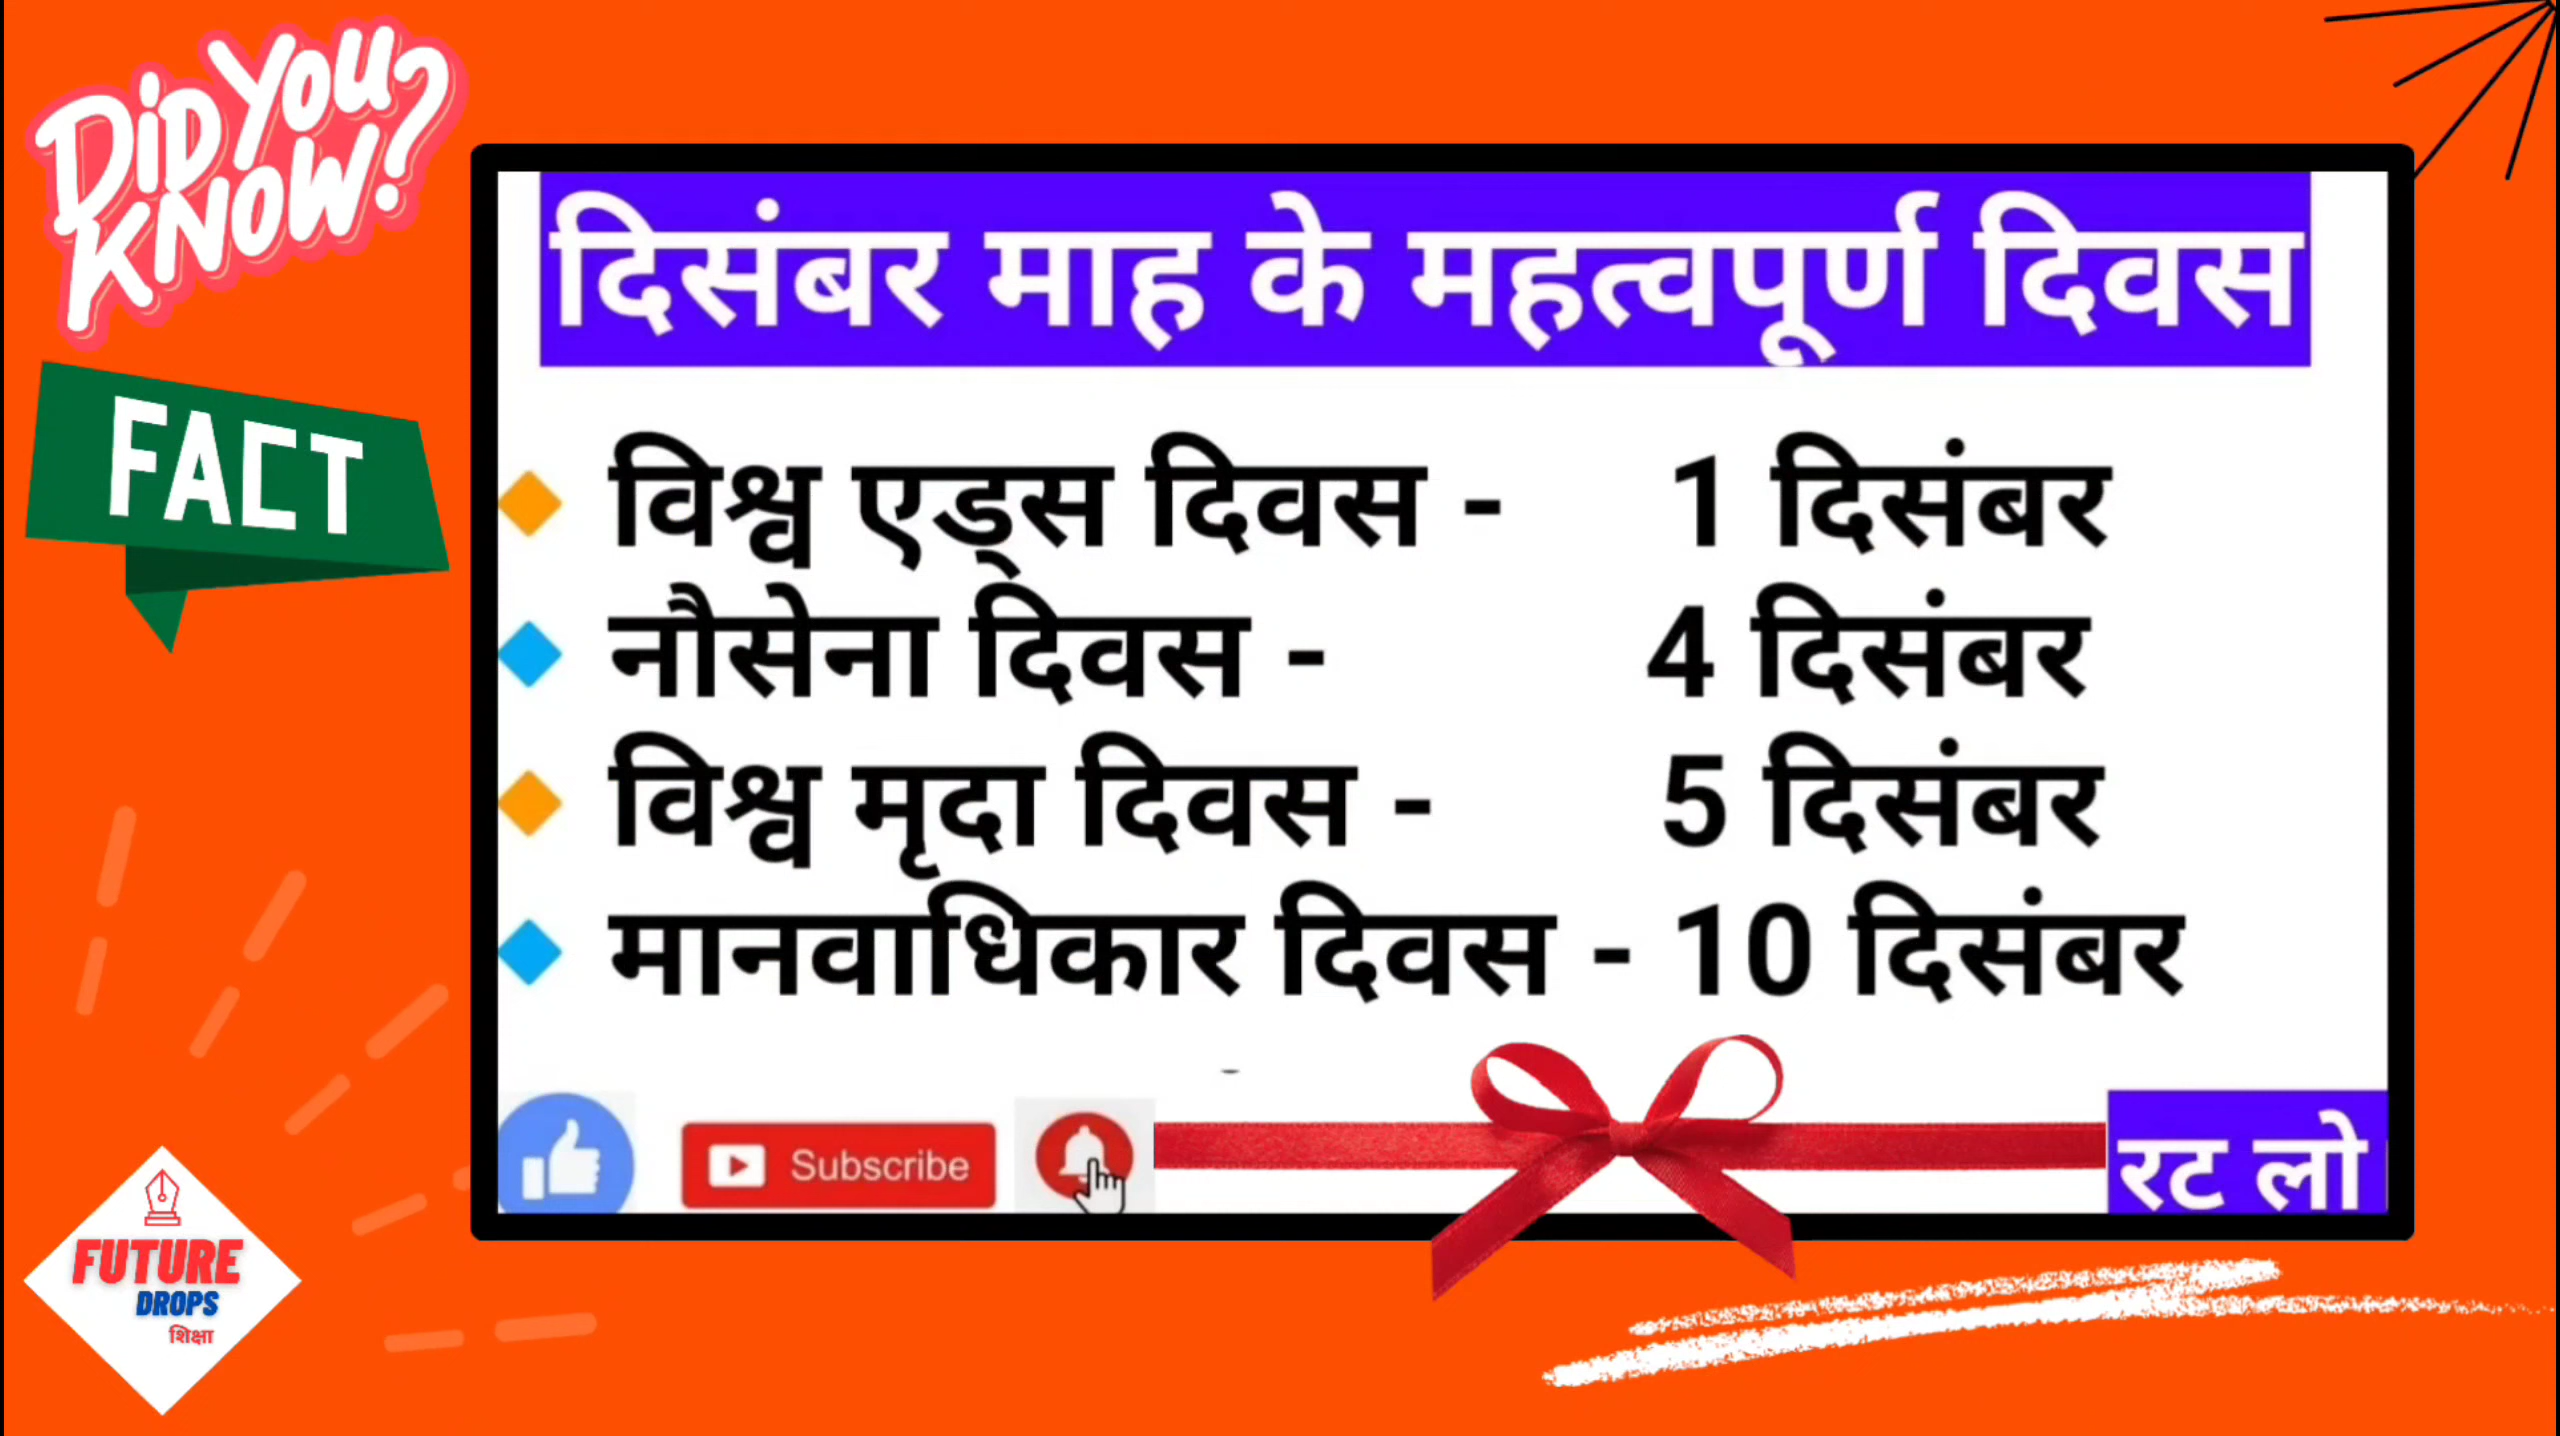 DiD You
KNOW?
FACT
दिसंबर माह के महत्वपूर्ण दिवस
विश्व एड्स दिवस - 1 दिसंबर
नौसेना दिवस - 4 दिसंबर
विश्व मृदा दिवस - 5 दिसंबर
मानवाधिकार दिवस - 10 दिसंबर
Subscribe
रट लो
FUTURE
DROPS
शिक्षा